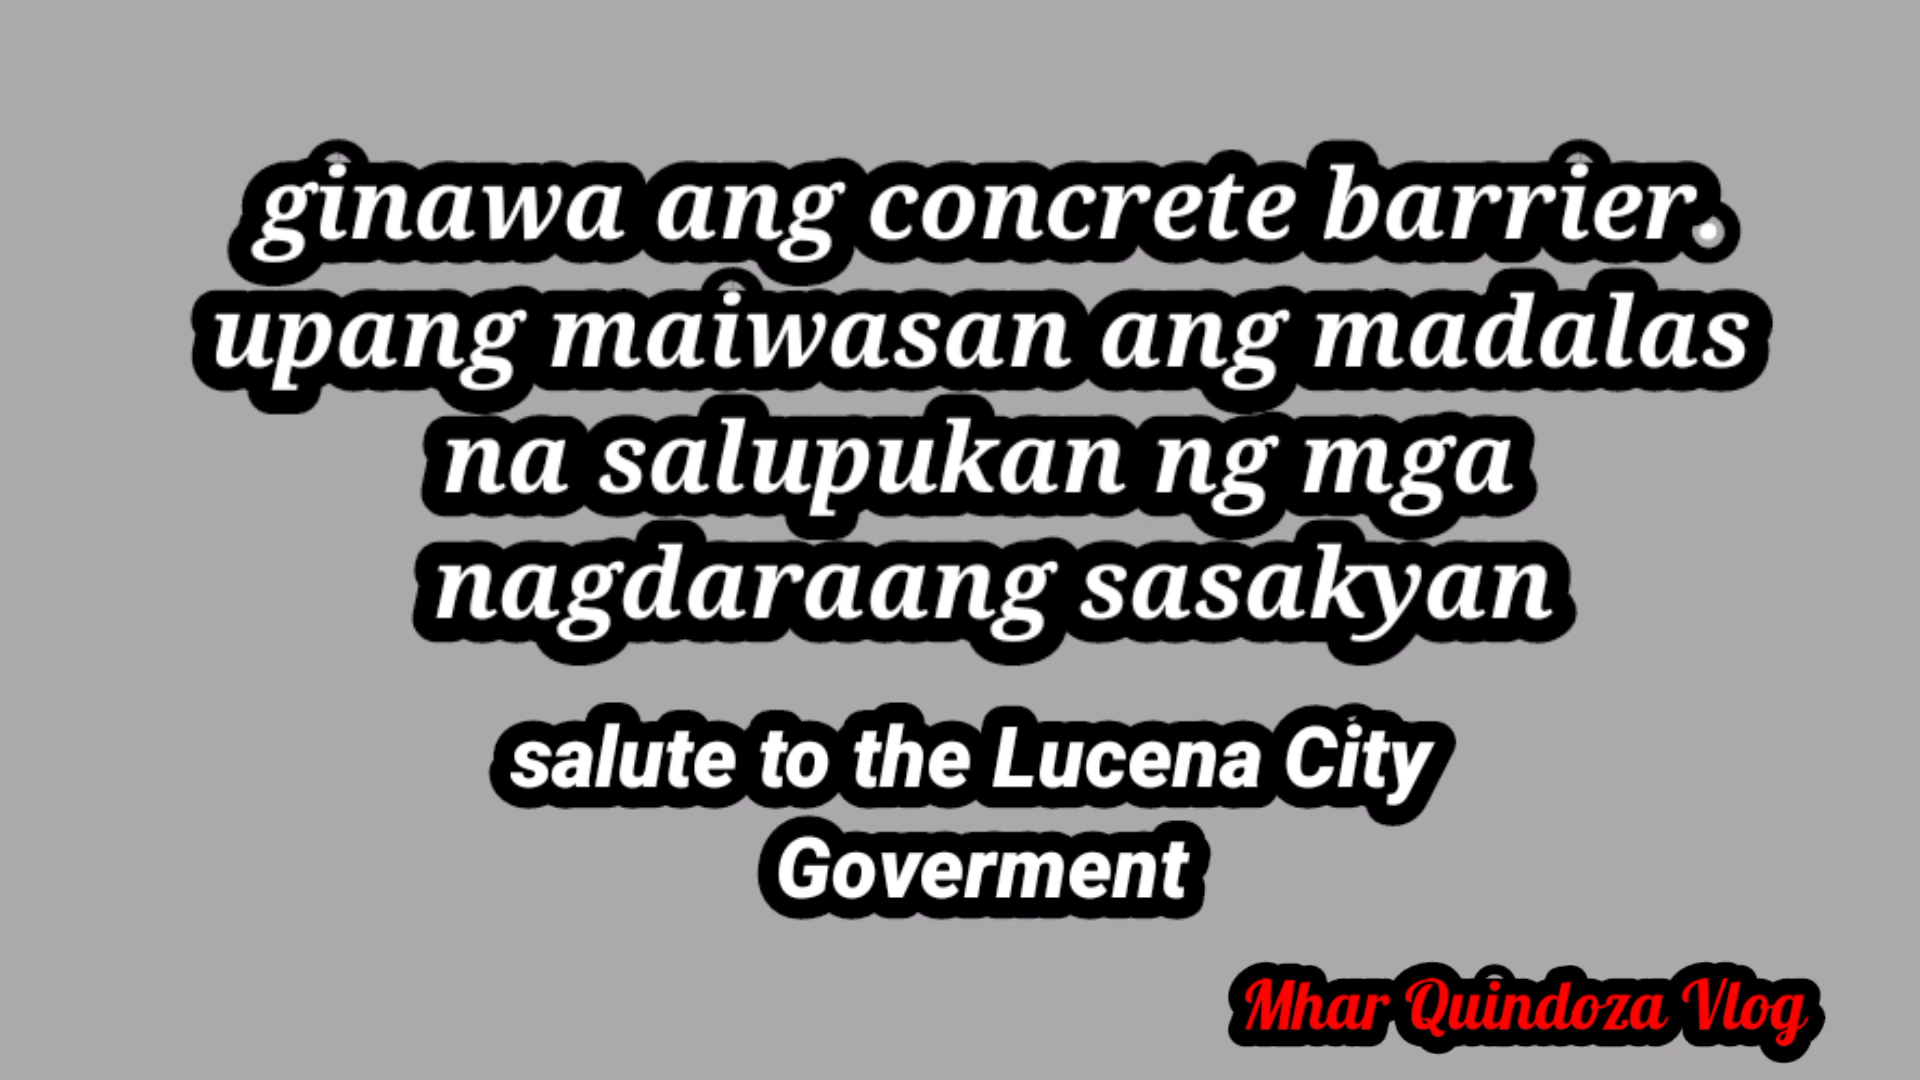 ginawa ang concrete barrier.
upang maiwasan ang madalas
na salupukan ng mga
nagdaraang sasakyan
salute to the Lucena City
Goverment
Mhar Quindoza Vlog